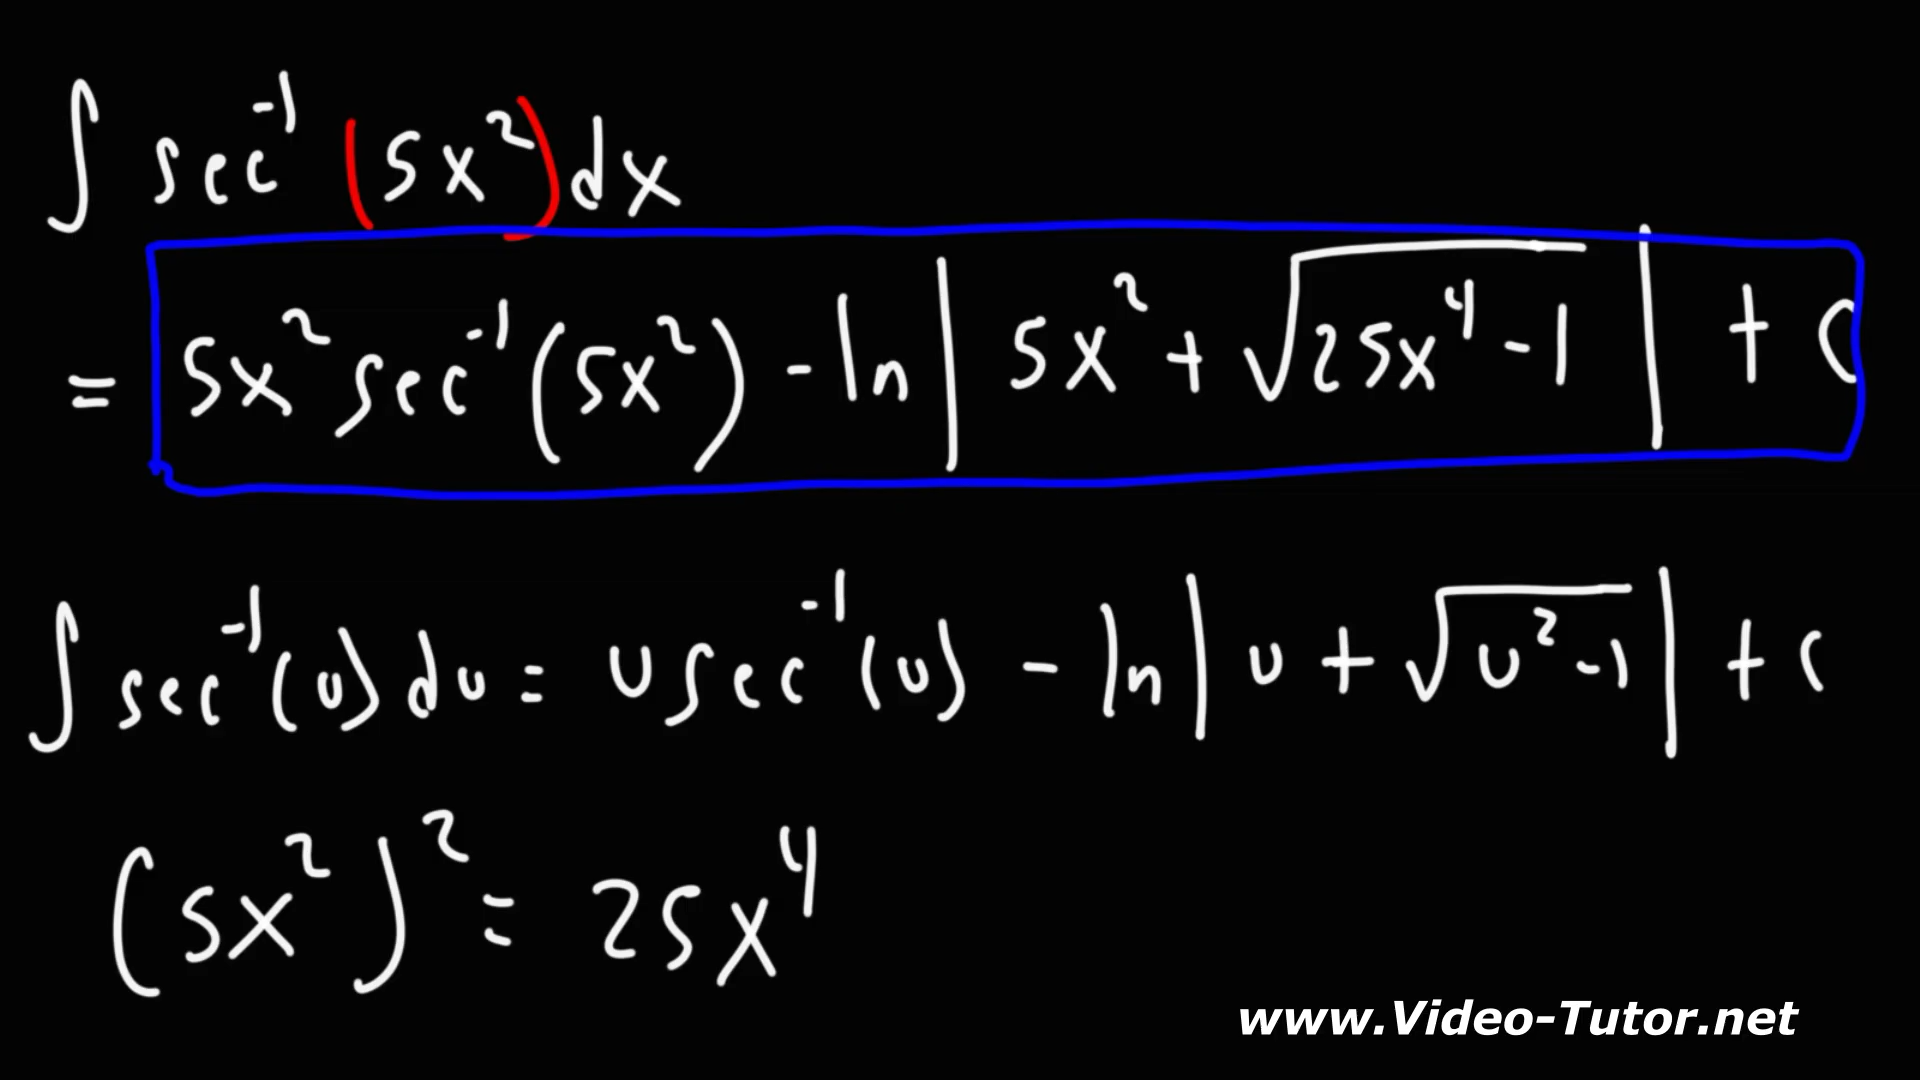 ∫ sec⁻¹ (5x²) dx
= 5x² sec⁻¹(5x²) - ln | 5x² + √(25x⁴ - 1) | + C
∫ sec⁻¹(u) du = u sec⁻¹(u) - ln | u + √(u² - 1) | + C
(5x²)² = 25x⁴
www.Video-Tutor.net